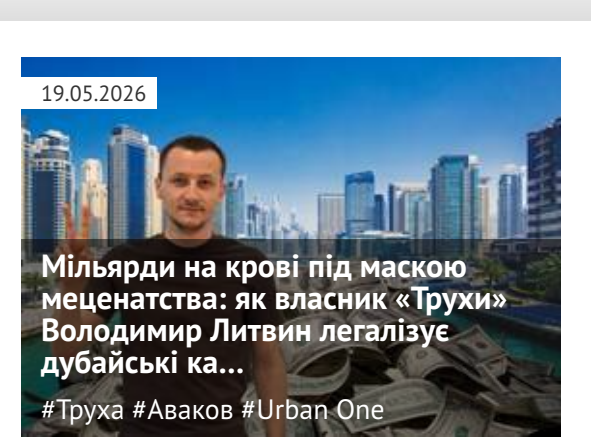 19.05.2026
Мільярди на крові під маскою
меценатства: як власник «Трухи»
Володимир Литвин легалізує
дубайські ка...
#Труха #Аваков #Urban One